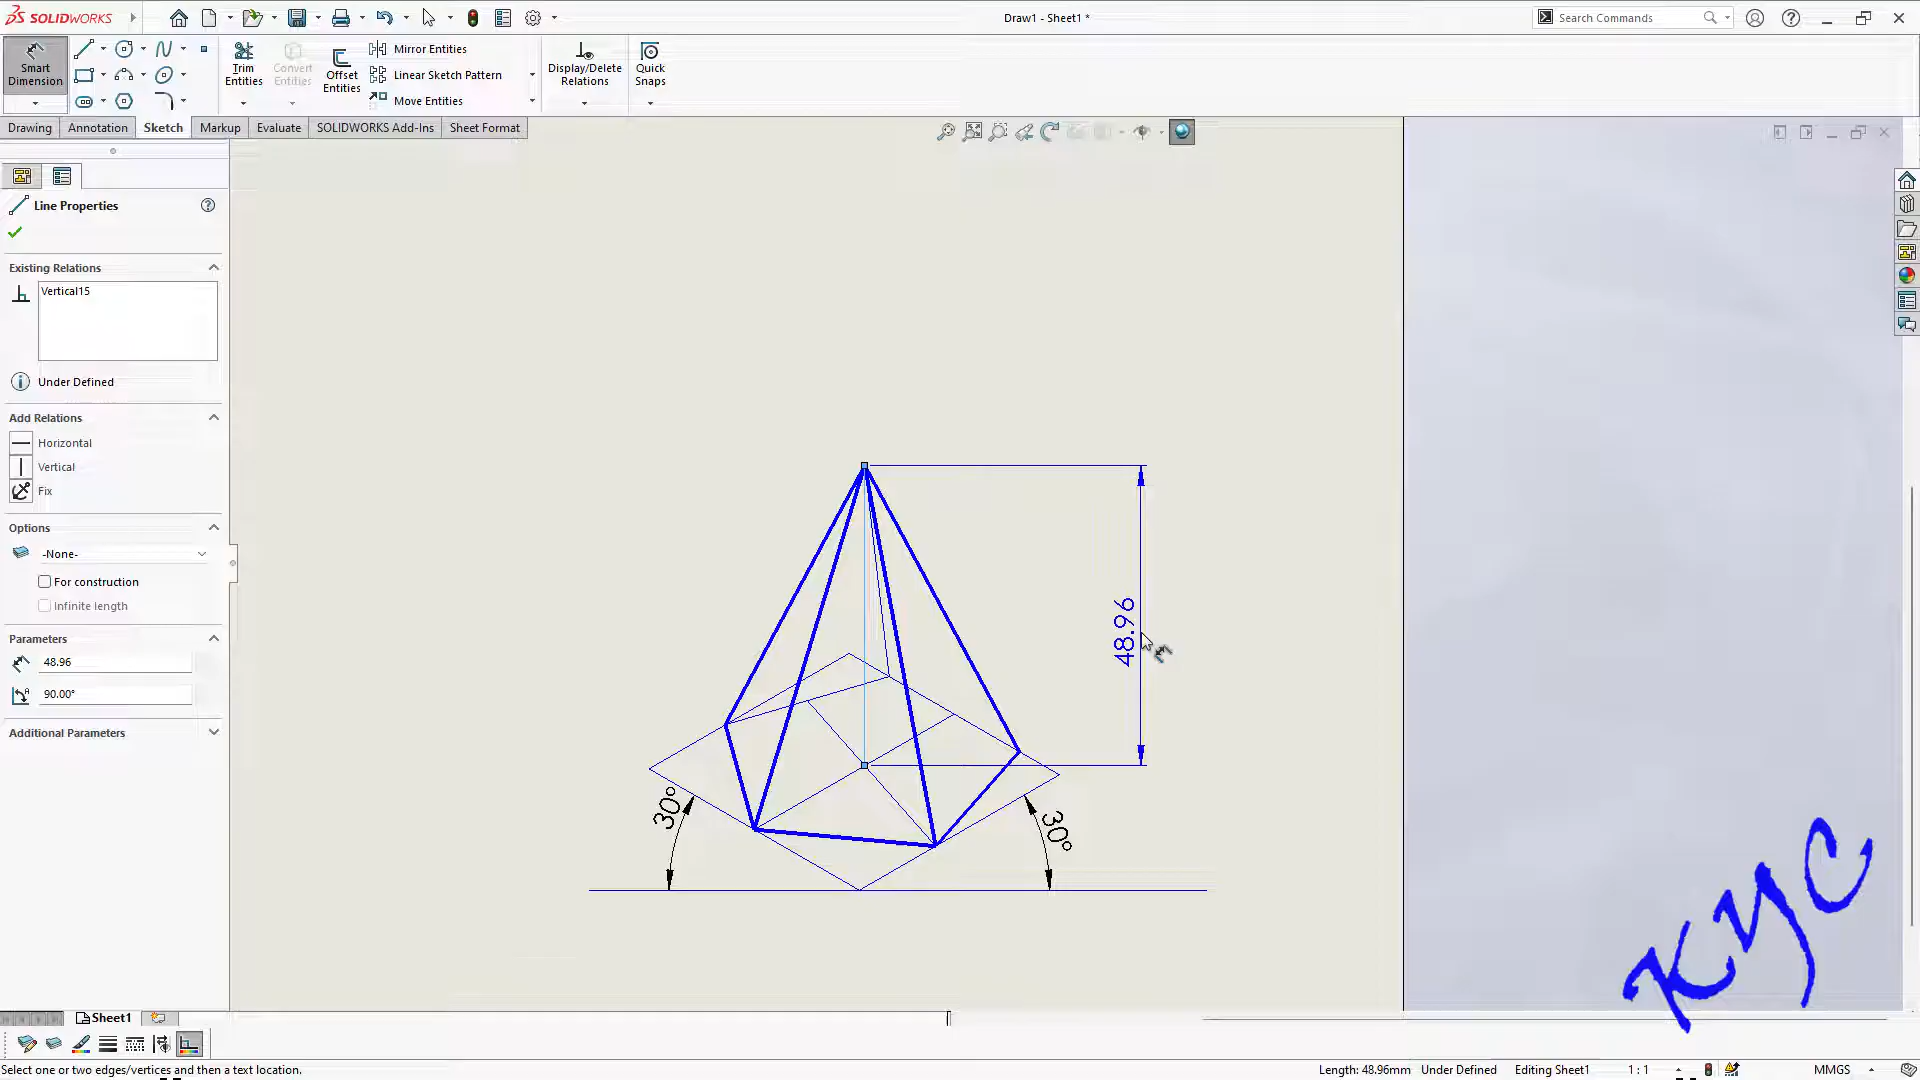 SOLIDWORKS
Draw1 - Sheet1 *
Search Commands
Smart Dimension
Trim Entities
Convert Entities
Offset Entities
Mirror Entities
Linear Sketch Pattern
Move Entities
Display/Delete Relations
Quick Snaps
Drawing
Annotation
Sketch
Markup
Evaluate
SOLIDWORKS Add-Ins
Sheet Format
Line Properties
Existing Relations
Vertical15
Under Defined
Add Relations
Horizontal
Vertical
Fix
Options
-None-
For construction
Infinite length
Parameters
48.96
90.00°
Additional Parameters
48.96
30°
30°
KYC
Sheet1
Select one or two edges/vertices and then a text location.
Length: 48.96mm
Under Defined
Editing Sheet1
1 : 1
MMGS